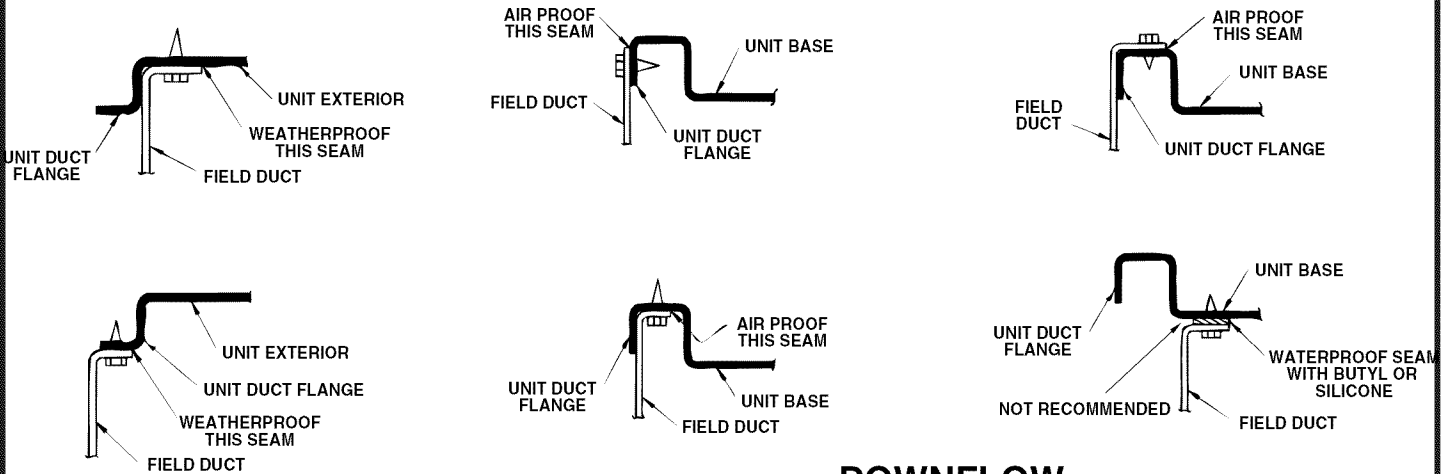 UNIT EXTERIOR
WEATHERPROOF
THIS SEAM
UNIT DUCT
FLANGE
FIELD DUCT
AIR PROOF
THIS SEAM
UNIT BASE
FIELD DUCT
UNIT DUCT
FLANGE
AIR PROOF
THIS SEAM
UNIT BASE
FIELD
DUCT
UNIT DUCT FLANGE
UNIT EXTERIOR
UNIT DUCT FLANGE
WEATHERPROOF
THIS SEAM
FIELD DUCT
AIR PROOF
THIS SEAM
UNIT DUCT
FLANGE
UNIT BASE
FIELD DUCT
UNIT BASE
UNIT DUCT
FLANGE
WATERPROOF SEAM
WITH BUTYL OR
SILICONE
NOT RECOMMENDED
FIELD DUCT
DOWNFLOW